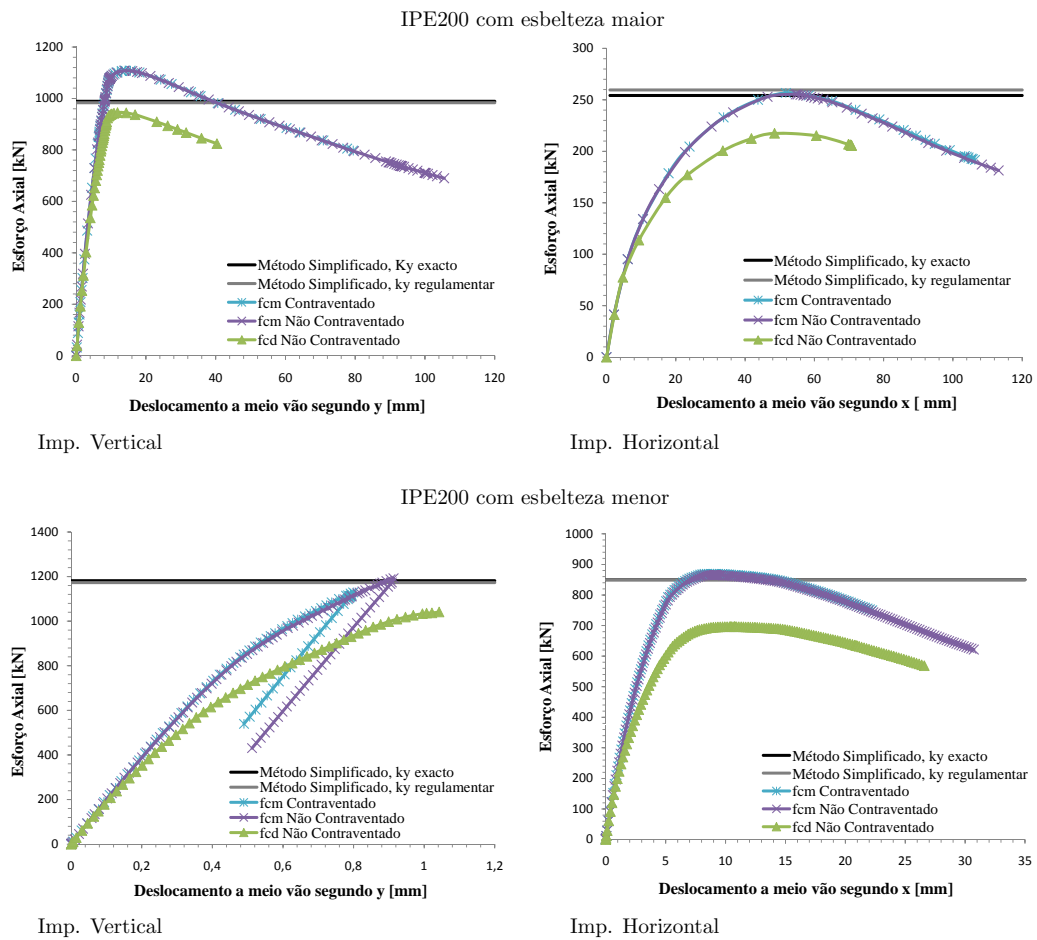 IPE200 com esbelteza maior
1200
1000
800
600
400
200
0
Esforço Axial [kN]
Método Simplificado, Ky exacto
Método Simplificado, ky regulamentar
fcm Contraventado
fcm Não Contraventado
fcd Não Contraventado
0 20 40 60 80 100 120
Deslocamento a meio vão segundo y [mm]
Imp. Vertical
300
250
200
150
100
50
0
Esforço Axial [kN]
Método Simplificado, ky exacto
Método Simplificado, ky regulamentar
fcm Contraventado
fcm Não Contraventado
fcd Não Contraventado
0 20 40 60 80 100 120
Deslocamento a meio vão segundo x [ mm]
Imp. Horizontal
IPE200 com esbelteza menor
1400
1200
1000
800
600
400
200
0
Esforço Axial [kN]
Método Simplificado, ky exacto
Método Simplificado, ky regulamentar
fcm Contraventado
fcm Não Contraventado
fcd Não Contraventado
0 0,2 0,4 0,6 0,8 1 1,2
Deslocamento a meio vão segundo y [mm]
Imp. Vertical
1000
900
800
700
600
500
400
300
200
100
0
Esforço Axial [kN]
Método Simplificado, ky exacto
Método Simplificado, ky regulamentar
fcm Contraventado
fcm Não Contraventado
fcd Não Contraventado
0 5 10 15 20 25 30 35
Deslocamento a meio vão segundo x [mm]
Imp. Horizontal